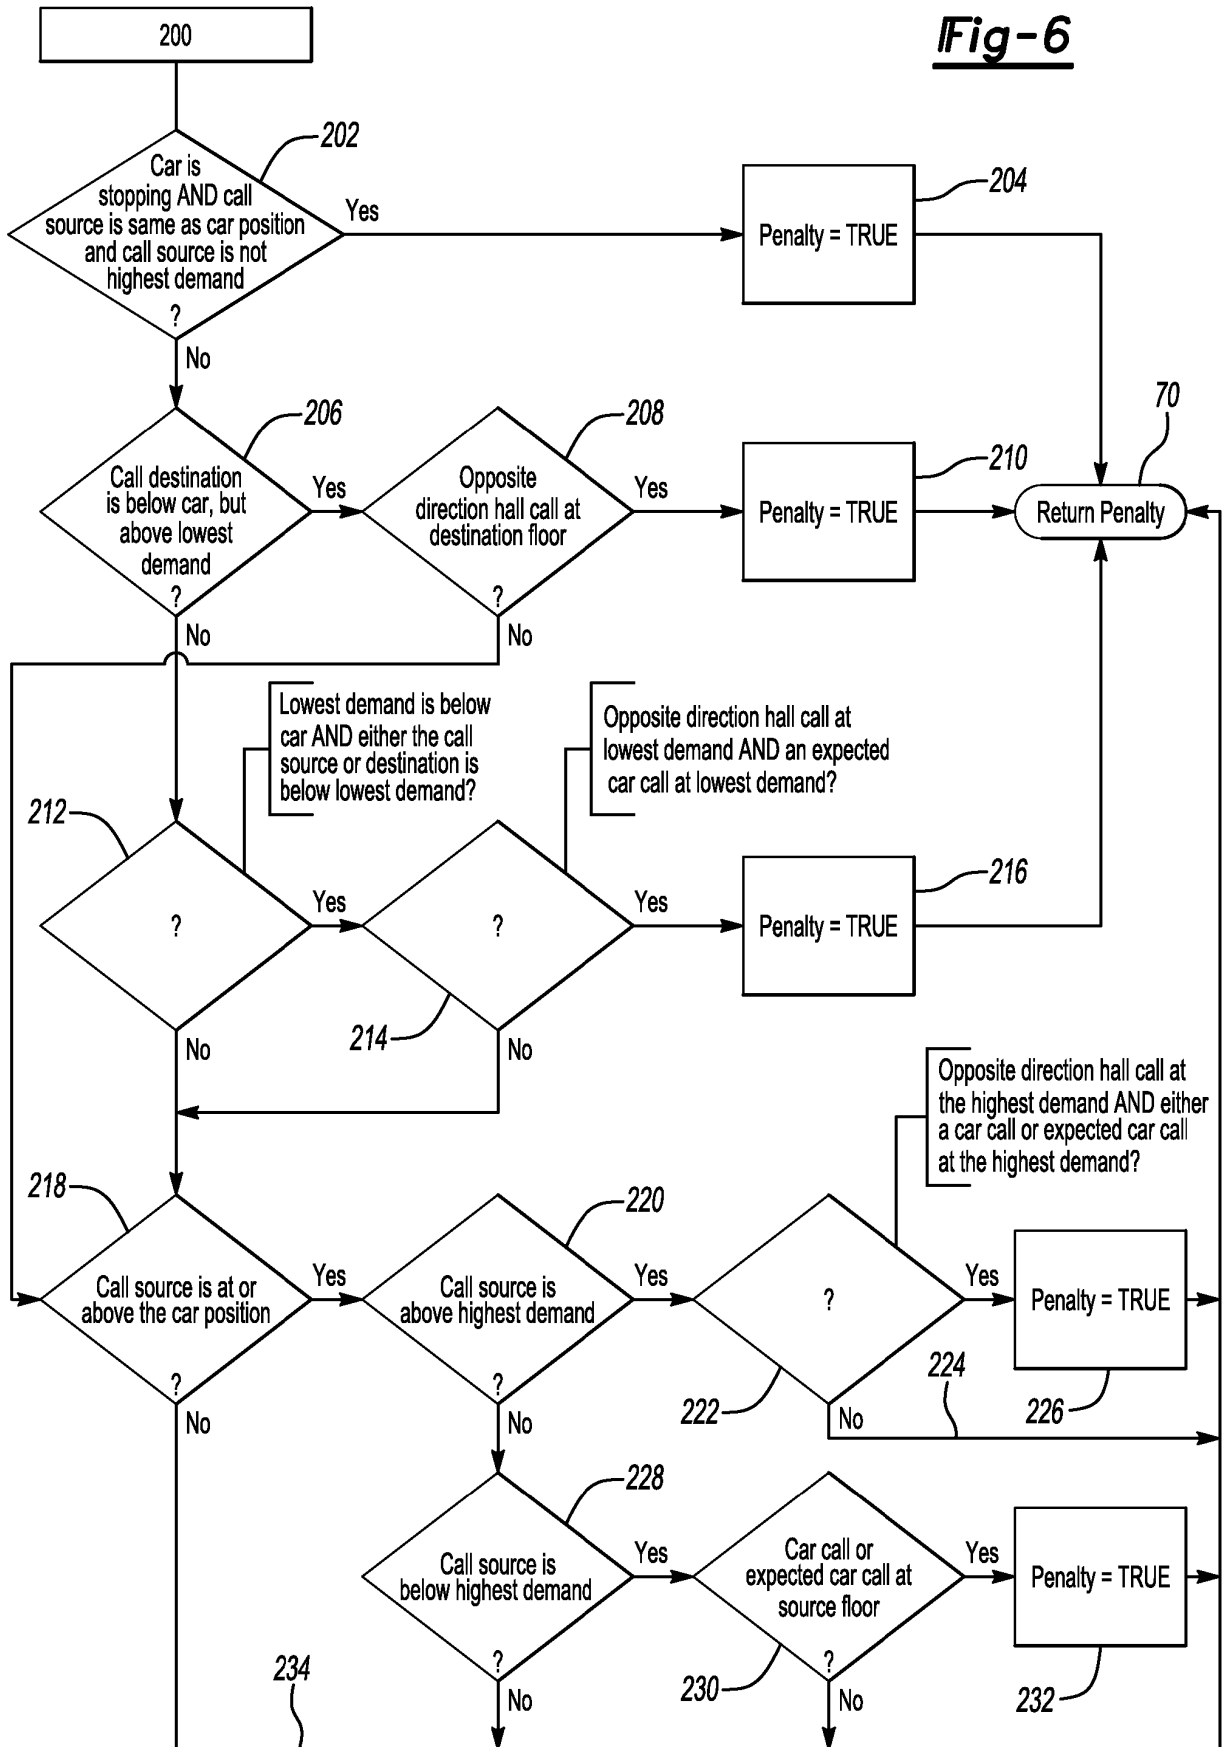 Fig-6
200
202
Car is
stopping AND call
source is same as car position
and call source is not
highest demand
?
Yes
No
204
Penalty = TRUE
206
Call destination
is below car, but
above lowest
demand
?
Yes
No
208
Opposite
direction hall call at
destination floor
?
Yes
No
210
Penalty = TRUE
70
Return Penalty
Lowest demand is below
car AND either the call
source or destination is
below lowest demand?
Opposite direction hall call at
lowest demand AND an expected
car call at lowest demand?
212
?
Yes
No
214
?
Yes
No
216
Penalty = TRUE
Opposite direction hall call at
the highest demand AND either
a car call or expected car call
at the highest demand?
218
Call source is at or
above the car position
?
Yes
No
220
Call source is
above highest demand
?
Yes
No
222
?
Yes
No
224
226
Penalty = TRUE
228
Call source is
below highest demand
?
Yes
No
230
Car call or
expected car call at
source floor
?
Yes
No
232
Penalty = TRUE
234